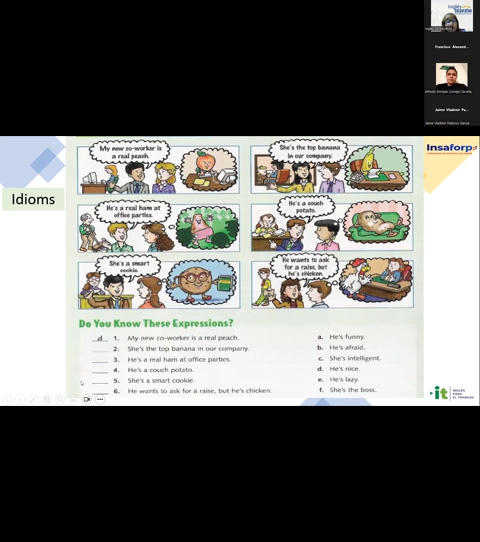 Francisco Alexand...
Jaime Vladimir Pa...
Insaforp
Idioms
My new co-worker is
a real peach.
She's the top banana
in our company.
He's a real ham at
office parties.
He's a couch
potato.
She's a smart
cookie.
He wants to ask
for a raise, but
he's chicken.
Do You Know These Expressions?
d 1. My new co-worker is a real peach.
2. She's the top banana in our company.
3. He's a real ham at office parties.
4. He's a couch potato.
5. She's a smart cookie.
6. He wants to ask for a raise, but he's chicken.
a. He's funny.
b. He's afraid.
c. She's intelligent.
d. He's nice.
e. He's lazy.
f. She's the boss.
it INGLÉS
PARA
EL TRABAJO